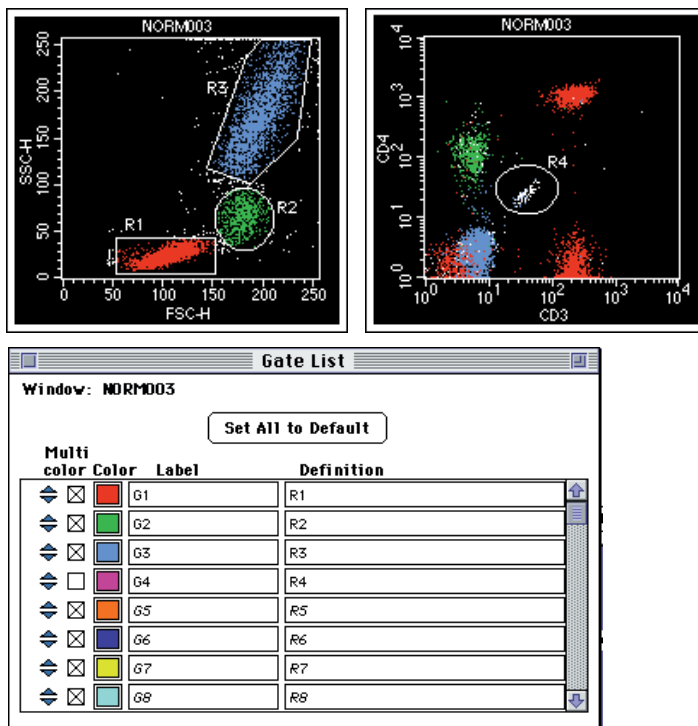 NORM003
250
200
150
100
50
0
SSC-H
R3
R2
R1
0 50 100 150 200 250
FSC-H
NORM003
10^4
10^3
10^2
10^1
10^0
CD4
R4
10^0 10^1 10^2 10^3 10^4
CD3
Gate List
Window: NORM003
Set All to Default
Multi
color Color Label Definition
G1 R1
G2 R2
G3 R3
G4 R4
G5 R5
G6 R6
G7 R7
G8 R8